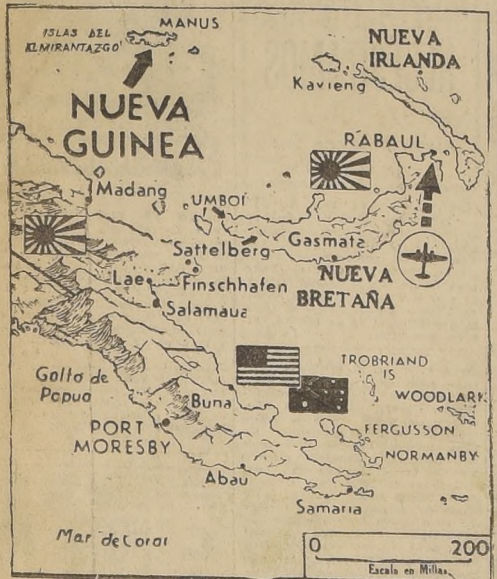 MANUS
ISLAS DEL
ALMIRANTAZGO
NUEVA
IRLANDA
Kavieng
NUEVA
GUINEA
RABAUL
Madang
UMBOI
Sattelberg
Gasmata
Lae
Finschhafen
NUEVA
BRETAÑA
Salamaua
TROBRIAND
IS
Golfo de
Papua
WOODLARK
Buna
FERGUSSON
PORT
MORESBY
NORMANBY
Abau
Samaria
Mar de Coral
0 200
Escala en Millas